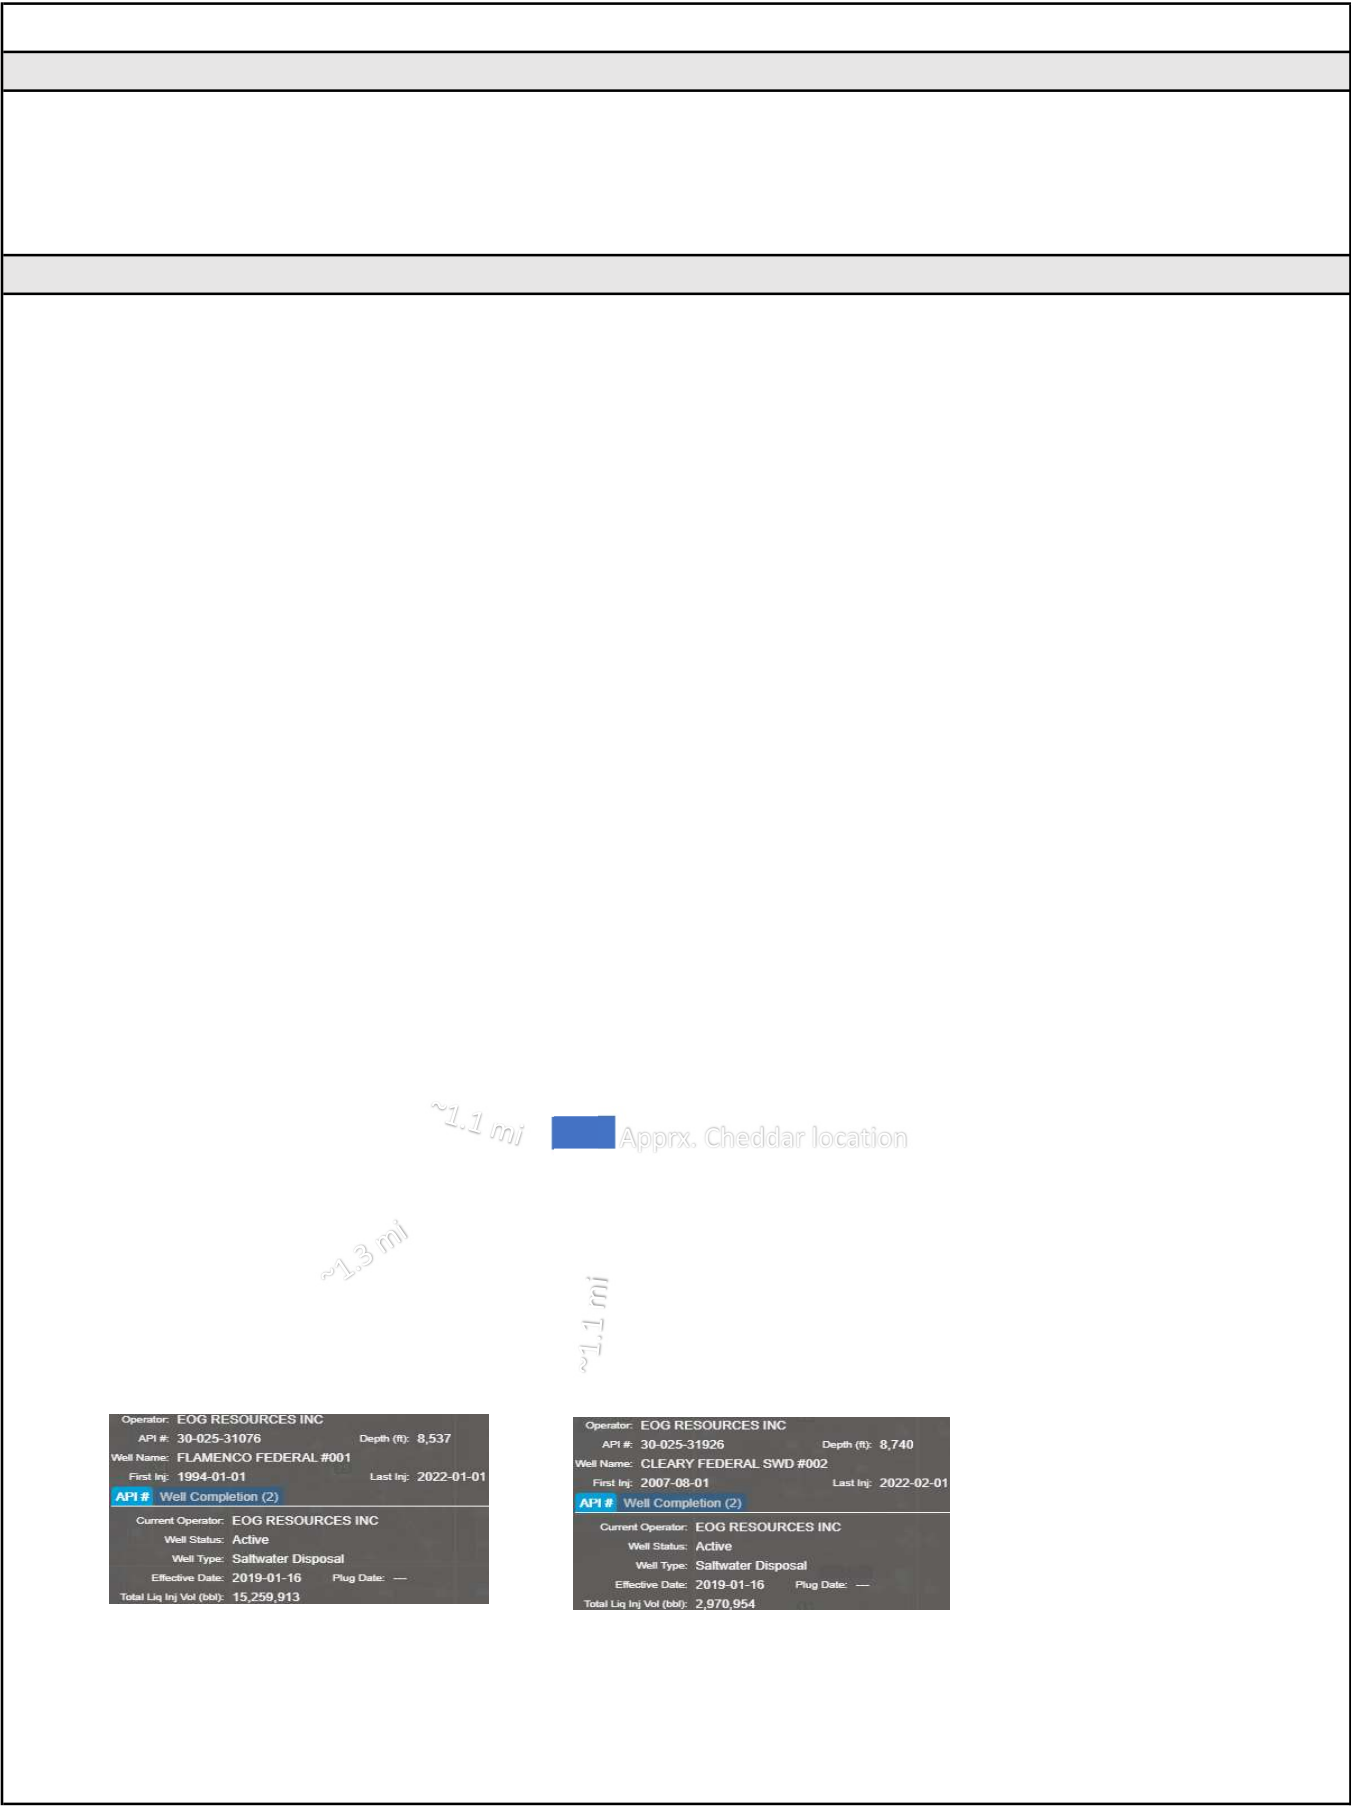 ~1.1 mi
Apprx. Cheddar location
~1.3 mi
~1.1 mi
Operator: EOG RESOURCES INC
API #: 30-025-31076 Depth (ft): 8,537
Well Name: FLAMENCO FEDERAL #001
First Inj: 1994-01-01 Last Inj: 2022-01-01
API # Well Completion (2)
Current Operator: EOG RESOURCES INC
Well Status: Active
Well Type: Saltwater Disposal
Effective Date: 2019-01-16 Plug Date: —
Total Liq Inj Vol (bbl): 15,259,913
Operator: EOG RESOURCES INC
API #: 30-025-31926 Depth (ft): 8,740
Well Name: CLEARY FEDERAL SWD #002
First Inj: 2007-08-01 Last Inj: 2022-02-01
API # Well Completion (2)
Current Operator: EOG RESOURCES INC
Well Status: Active
Well Type: Saltwater Disposal
Effective Date: 2019-01-16 Plug Date: —
Total Liq Inj Vol (bbl): 2,970,954